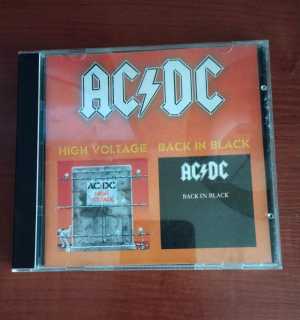 AC⚡DC
HIGH VOLTAGE BACK IN BLACK
AC⚡DC
HIGH
VOLTAGE
AC⚡DC
BACK IN BLACK